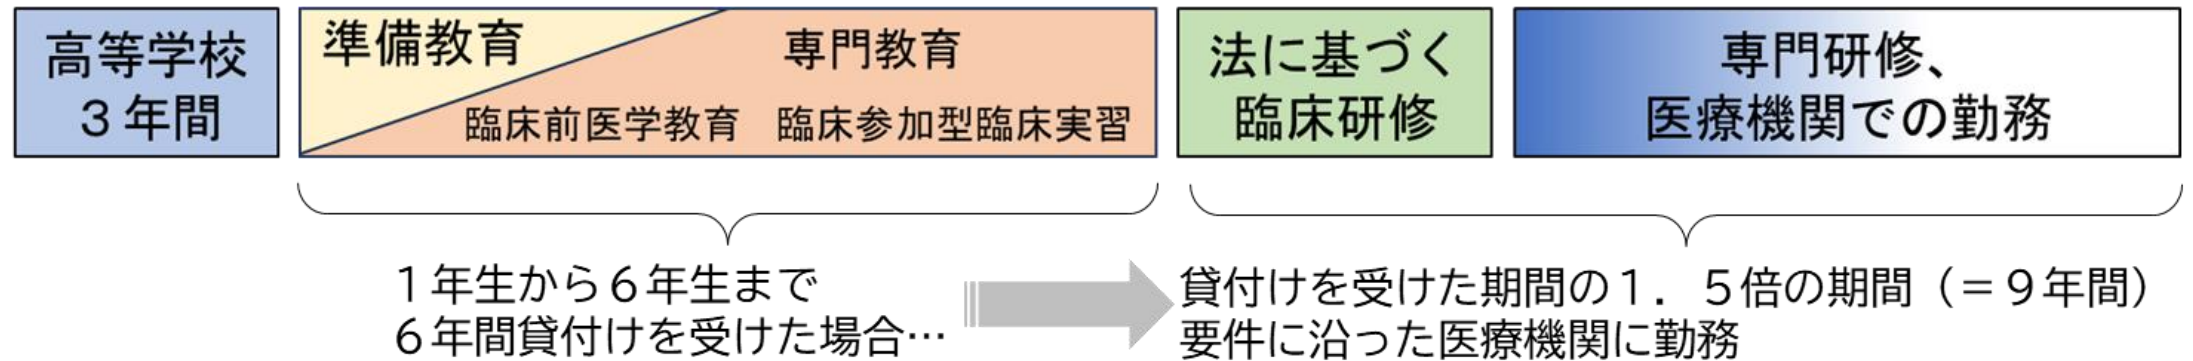 高等学校
３年間
準備教育
専門教育
臨床前医学教育　臨床参加型臨床実習
法に基づく
臨床研修
専門研修、
医療機関での勤務
１年生から６年生まで
６年間貸付けを受けた場合…
貸付けを受けた期間の１．５倍の期間（＝９年間）
要件に沿った医療機関に勤務